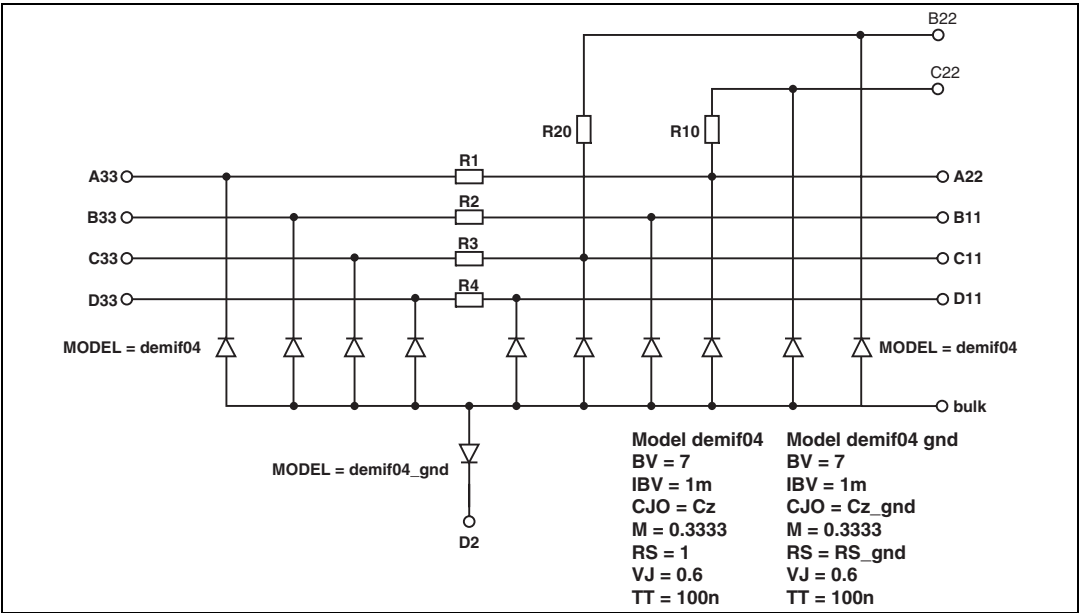 B22
C22
R20
R10
R1
A33
A22
R2
B33
B11
R3
C33
C11
R4
D33
D11
MODEL = demif04
MODEL = demif04
bulk
MODEL = demif04_gnd
D2
Model demif04
BV = 7
IBV = 1m
CJO = Cz
M = 0.3333
RS = 1
VJ = 0.6
TT = 100n
Model demif04 gnd
BV = 7
IBV = 1m
CJO = Cz_gnd
M = 0.3333
RS = RS_gnd
VJ = 0.6
TT = 100n